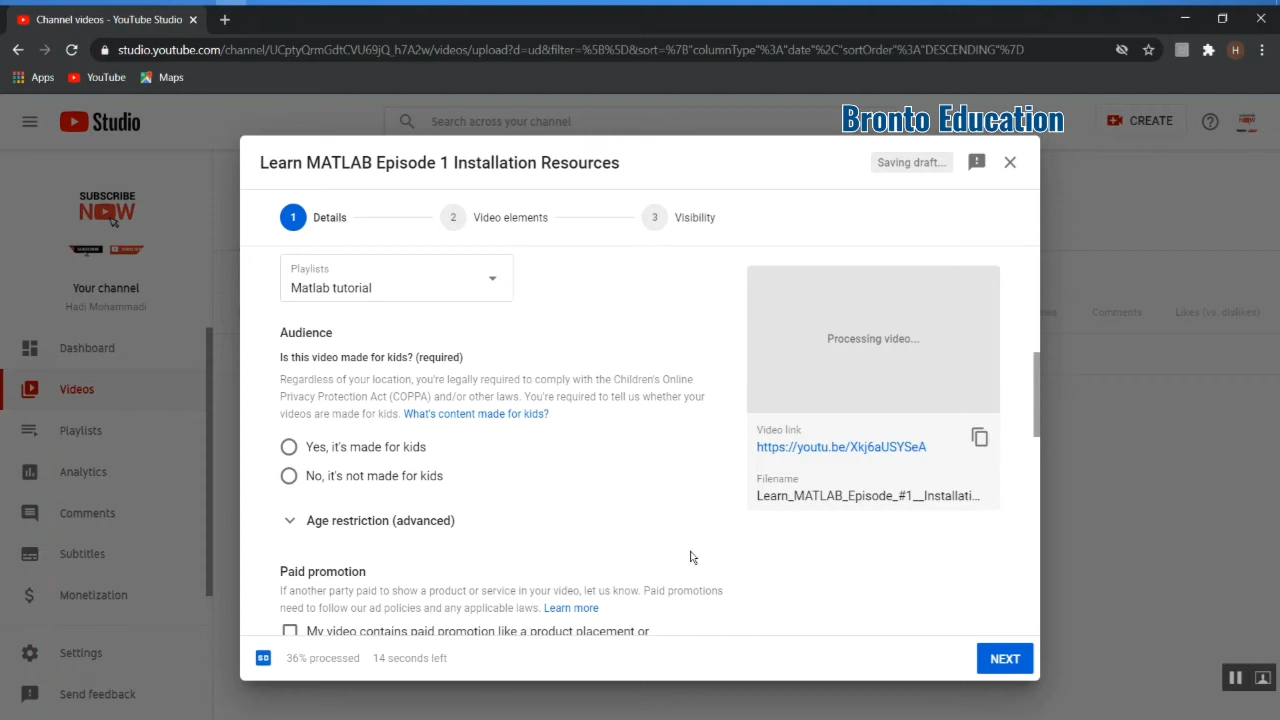 Channel videos - YouTube Studio
studio.youtube.com/channel/UCptyQrmGdtCVU69jQ_h7A2w/videos/upload?d=ud&filter=%5B%5D&sort=%7B"columnType"%3A"date"%2C"sortOrder"%3A"DESCENDING"%7D
H
Apps YouTube Maps
Studio
Search across your channel
Bronto Education
CREATE
Learn MATLAB Episode 1 Installation Resources
Saving draft...
1 Details 2 Video elements 3 Visibility
SUBSCRIBE
NOW
Your channel
Hadi Mohammadi
Dashboard
Videos
Playlists
Analytics
Comments
Subtitles
Monetization
Settings
Send feedback
Playlists
Matlab tutorial
Audience
Is this video made for kids? (required)
Regardless of your location, you're legally required to comply with the Children's Online
Privacy Protection Act (COPPA) and/or other laws. You're required to tell us whether your
videos are made for kids. What's content made for kids?
Yes, it's made for kids
No, it's not made for kids
Age restriction (advanced)
Paid promotion
If another party paid to show a product or service in your video, let us know. Paid promotions
need to follow our ad policies and any applicable laws. Learn more
My video contains paid promotion like a product placement or
Processing video...
Video link
https://youtu.be/Xkj6aUSYSeA
Filename
Learn_MATLAB_Episode_#1__Installati...
Comments Likes (vs. dislikes)
SD 36% processed 14 seconds left
NEXT